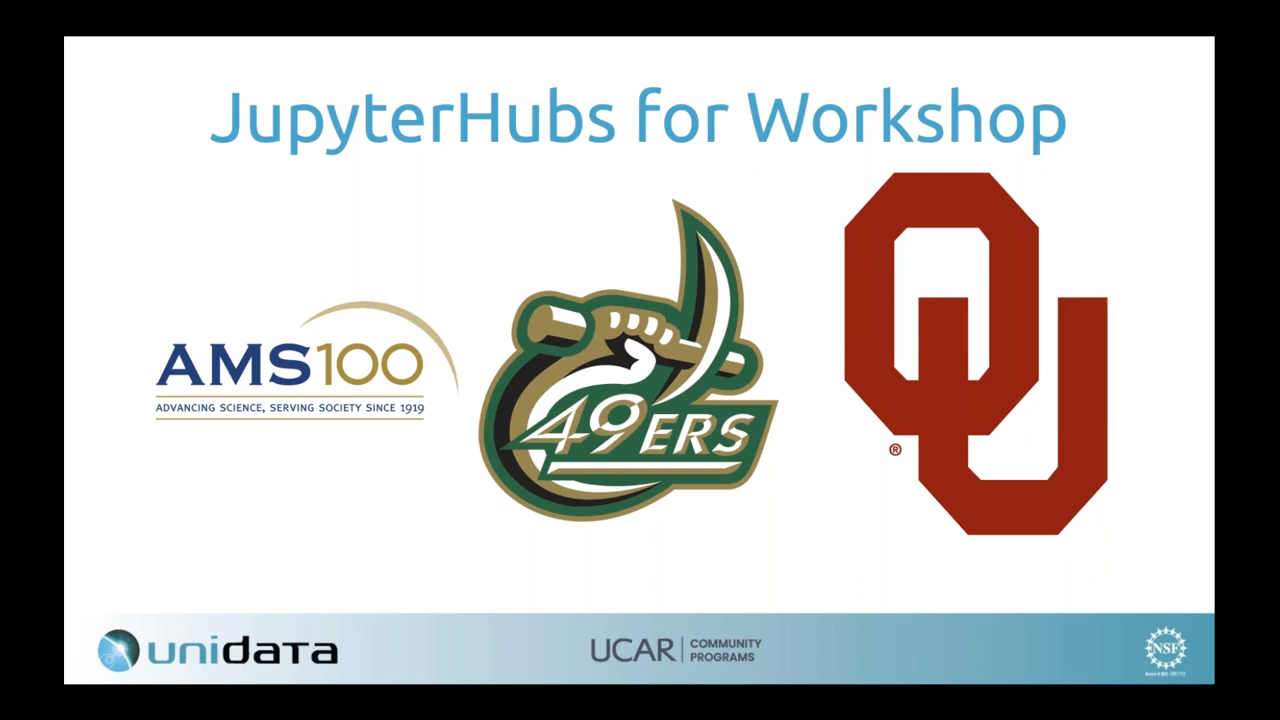 JupyterHubs for Workshop
AMS100
ADVANCING SCIENCE, SERVING SOCIETY SINCE 1919
49ERS
OU
®
unidata
UCAR
COMMUNITY
PROGRAMS
NSF